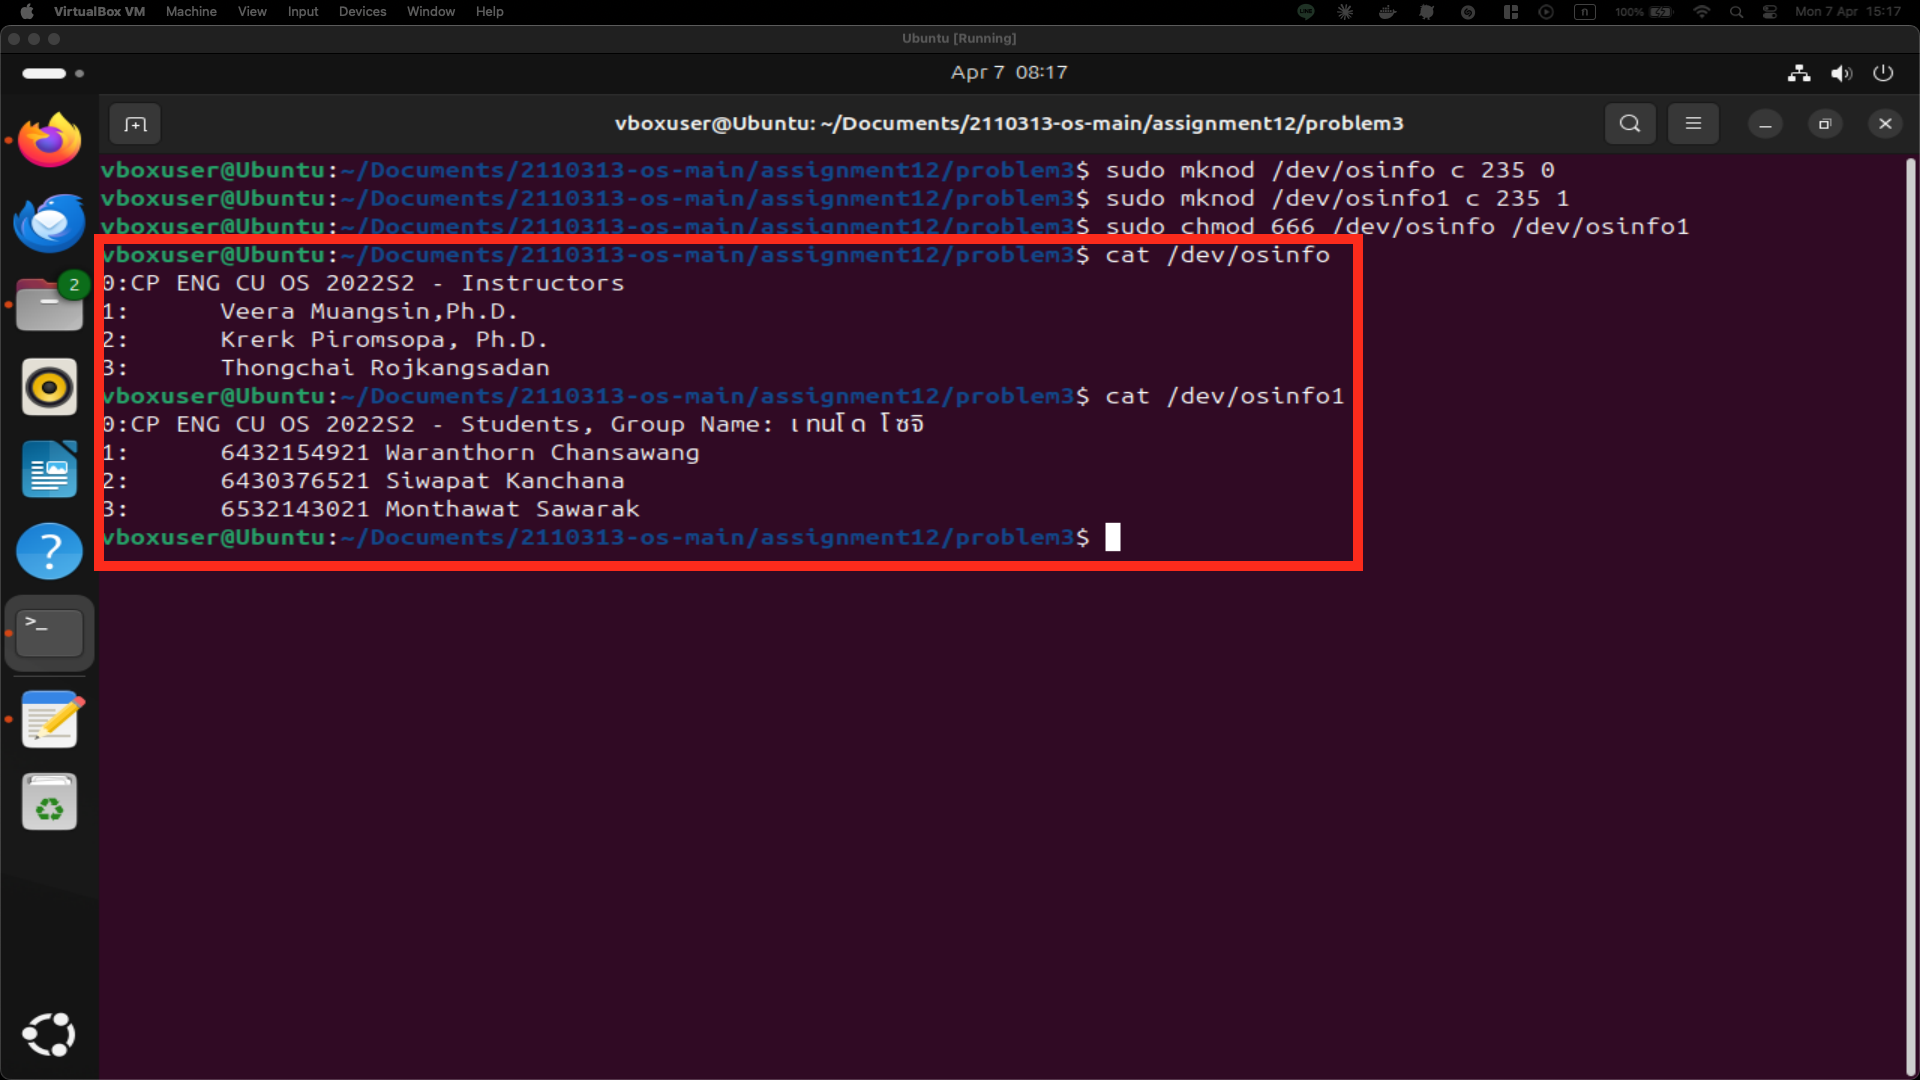 VirtualBox VM Machine View Input Devices Window Help 100% Mon 7 Apr 15:17
Ubuntu [Running]
Apr 7 08:17
vboxuser@Ubuntu: ~/Documents/2110313-os-main/assignment12/problem3
vboxuser@Ubuntu:~/Documents/2110313-os-main/assignment12/problem3$ sudo mknod /dev/osinfo c 235 0
vboxuser@Ubuntu:~/Documents/2110313-os-main/assignment12/problem3$ sudo mknod /dev/osinfo1 c 235 1
vboxuser@Ubuntu:~/Documents/2110313-os-main/assignment12/problem3$ sudo chmod 666 /dev/osinfo /dev/osinfo1
vboxuser@Ubuntu:~/Documents/2110313-os-main/assignment12/problem3$ cat /dev/osinfo
0:CP ENG CU OS 2022S2 - Instructors
1: Veera Muangsin,Ph.D.
2: Krerk Piromsopa, Ph.D.
3: Thongchai Rojkangsadan
vboxuser@Ubuntu:~/Documents/2110313-os-main/assignment12/problem3$ cat /dev/osinfo1
0:CP ENG CU OS 2022S2 - Students, Group Name: เทนโด โซจิ
1: 6432154921 Waranthorn Chansawang
2: 6430376521 Siwapat Kanchana
3: 6532143021 Monthawat Sawarak
vboxuser@Ubuntu:~/Documents/2110313-os-main/assignment12/problem3$
2